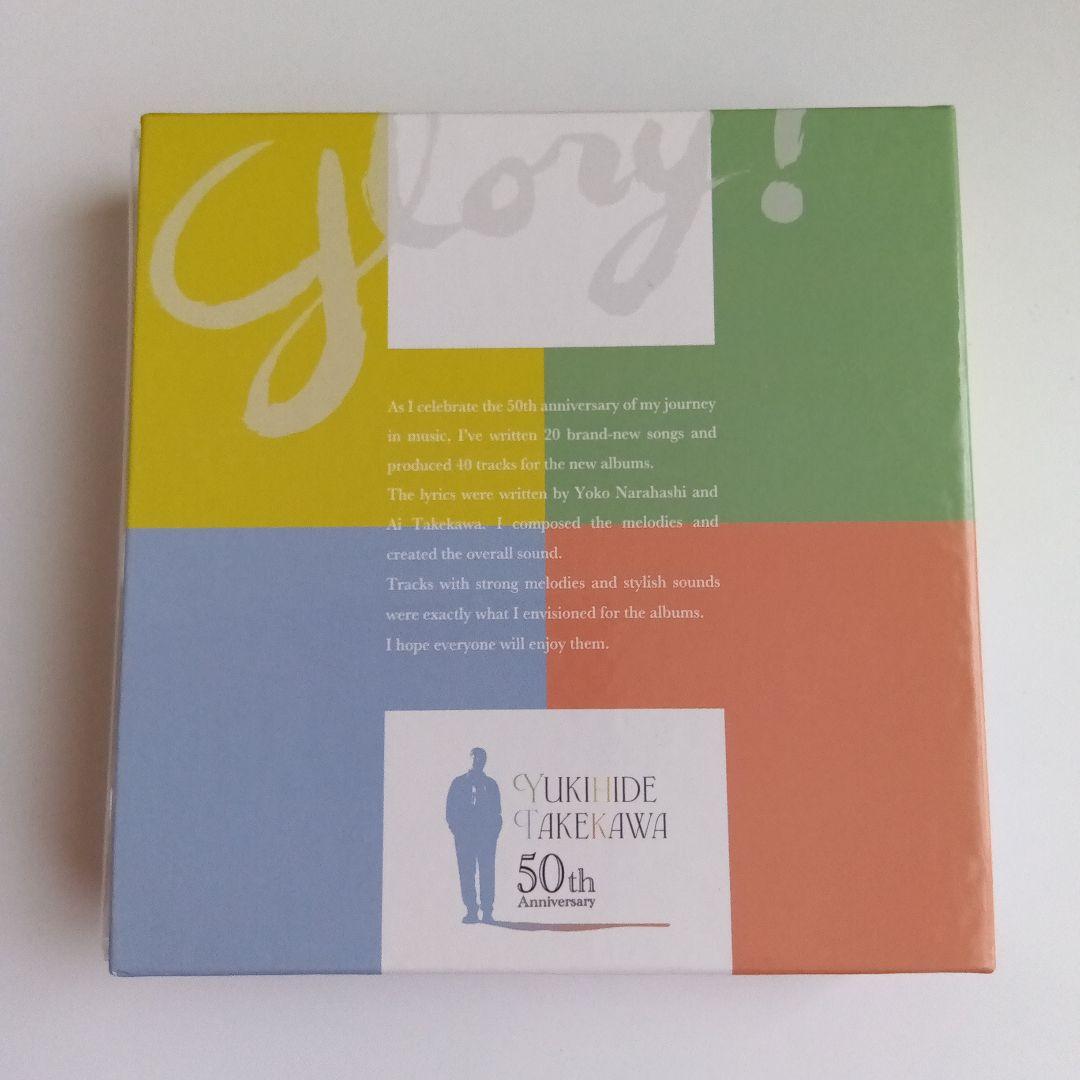 glory!
As I celebrate the 50th anniversary of my journey
in music, I've written 20 brand-new songs and
produced 40 tracks for the new albums.
The lyrics were written by Yoko Narahashi and
Ai Takekawa. I composed the melodies and
created the overall sound.
Tracks with strong melodies and stylish sounds
were exactly what I envisioned for the albums.
I hope everyone will enjoy them.
YUKIHIDE
TAKEKAWA
50th
Anniversary